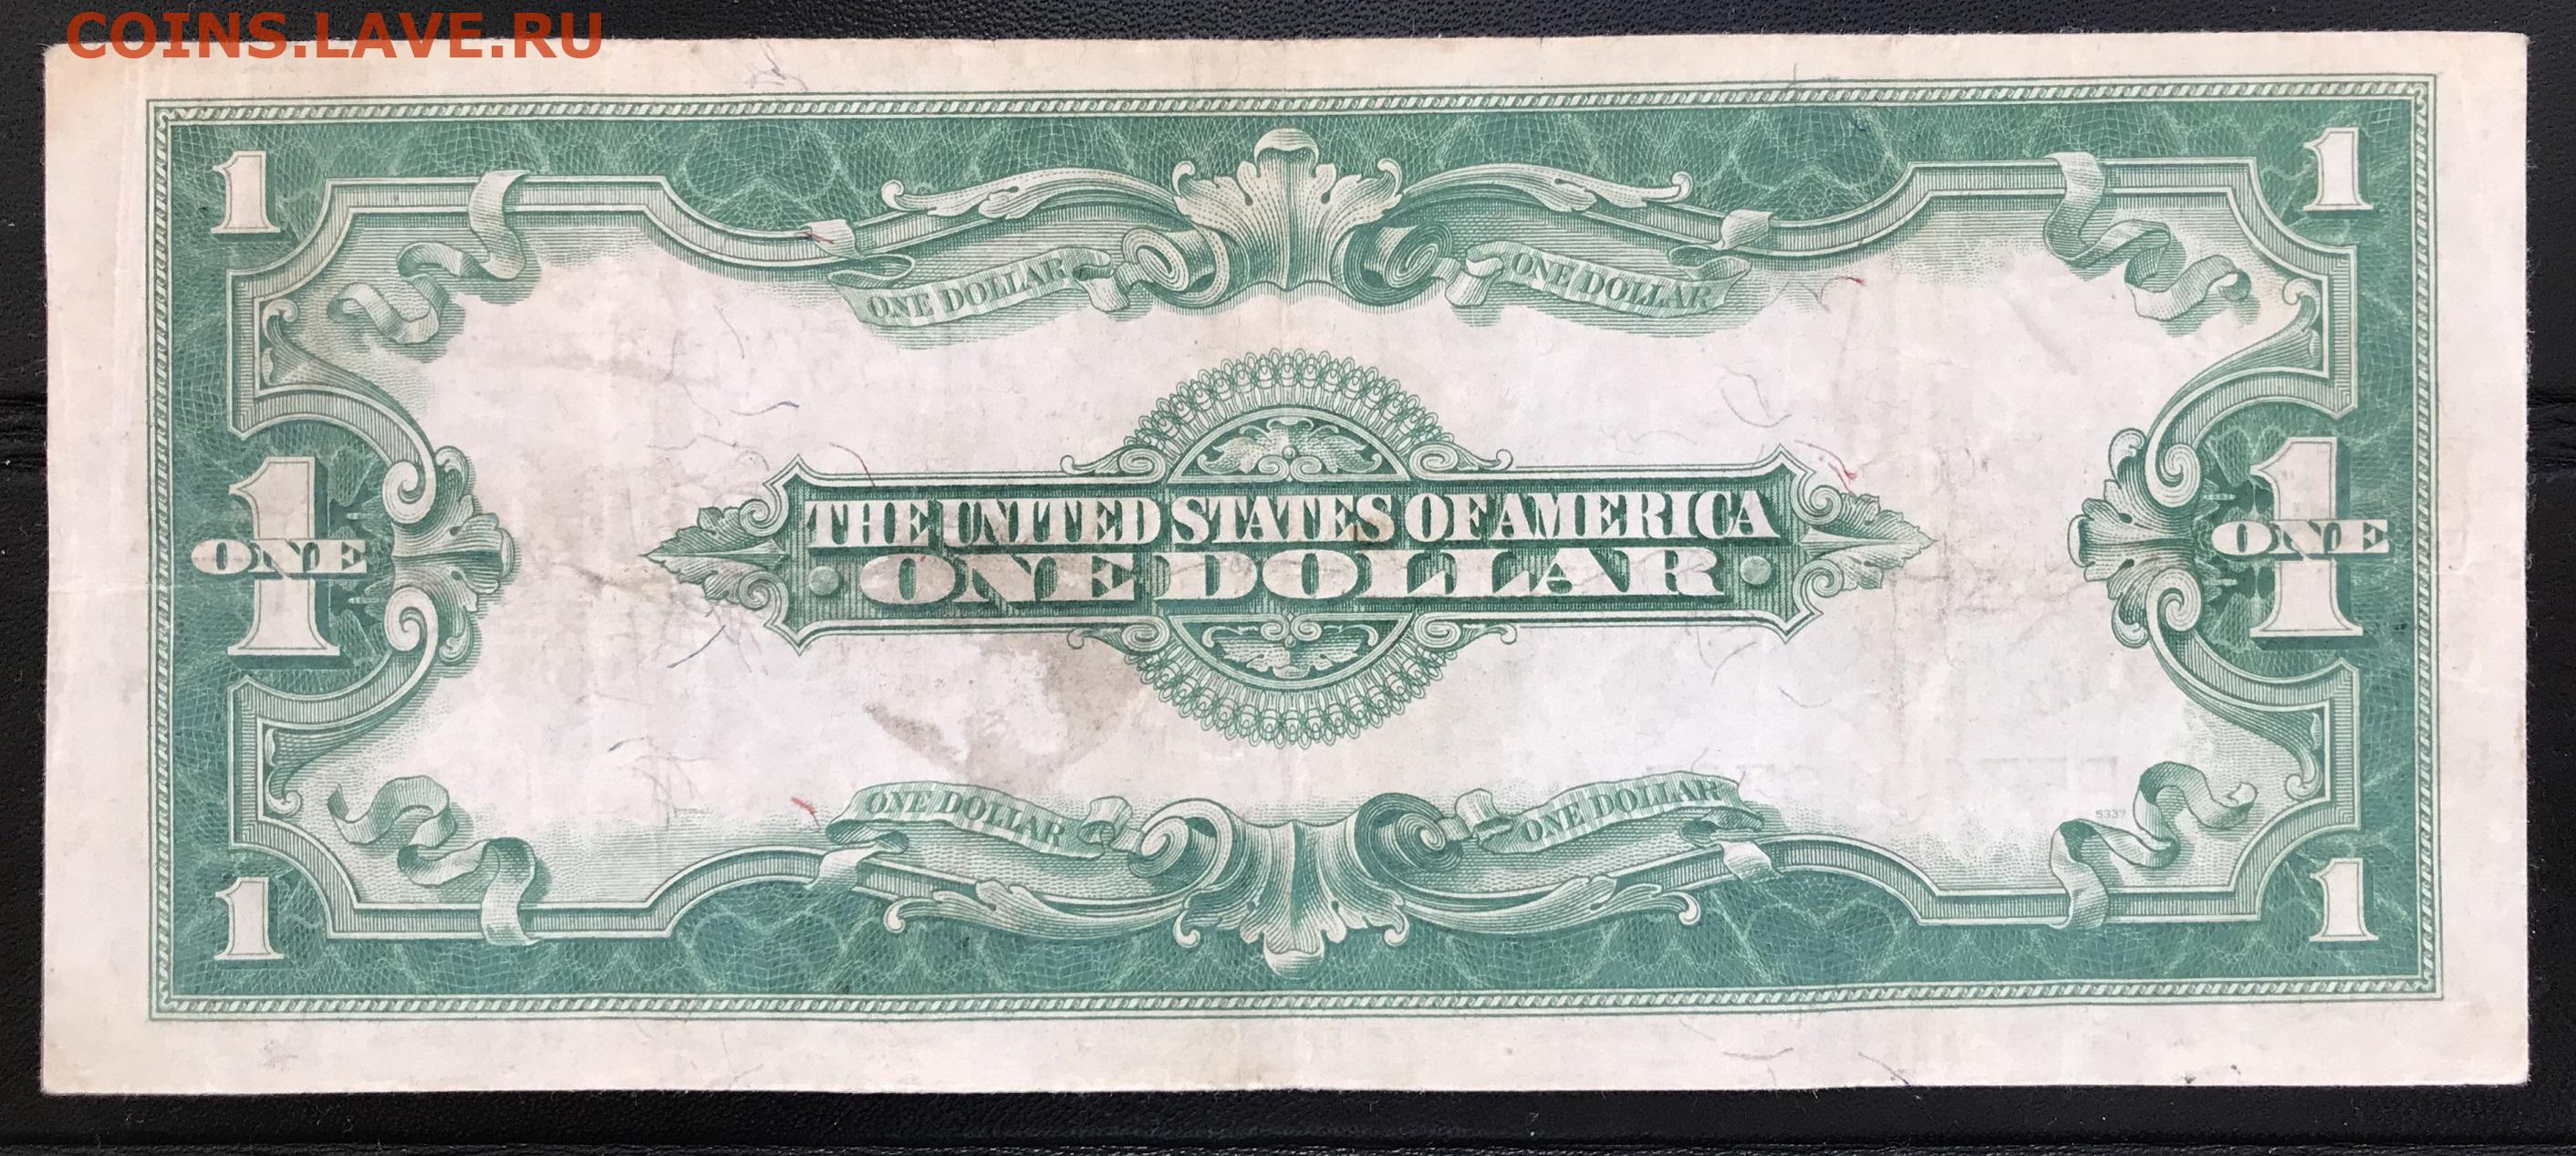 COINS.LAVE.RU
1 1
ONE DOLLAR ONE DOLLAR
THE UNITED STATES OF AMERICA
1 ONE ONE DOLLAR 1 ONE
ONE DOLLAR ONE DOLLAR
5337
1 1